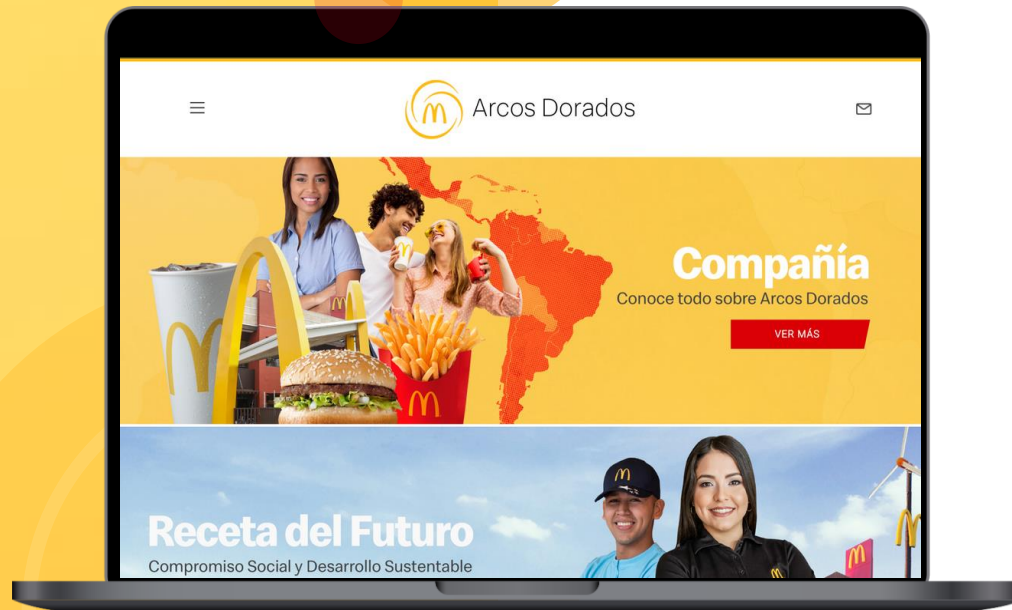 Arcos Dorados
Compañía
Conoce todo sobre Arcos Dorados
VER MÁS
Receta del Futuro
Compromiso Social y Desarrollo Sustentable